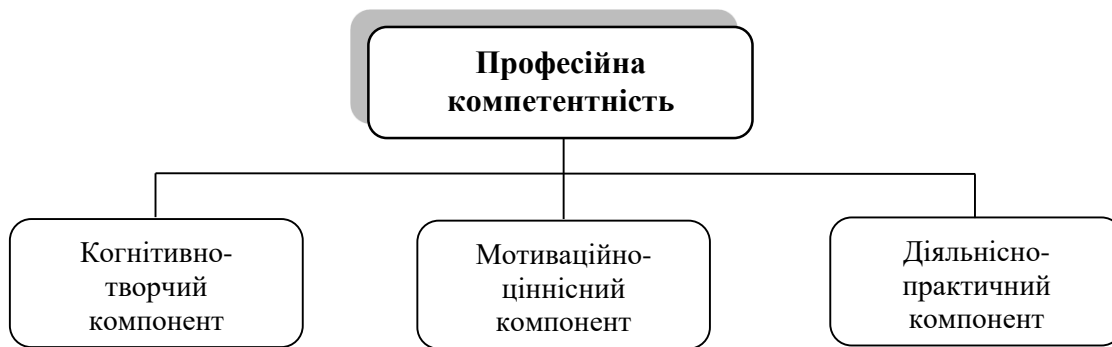 Професійна
компетентність
Когнітивно-
творчий
компонент
Мотиваційно-
ціннісний
компонент
Діяльнісно-
практичний
компонент